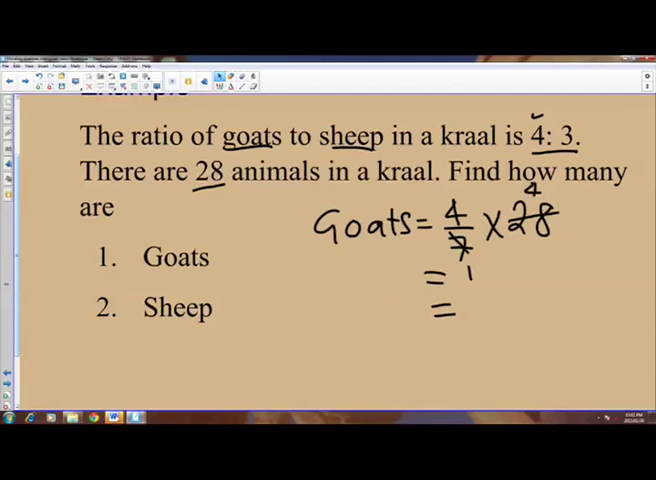 Example
The ratio of goats to sheep in a kraal is 4: 3.
There are 28 animals in a kraal. Find how many
are
4
Goats = 4/7 × 28
1. Goats
= 1
2. Sheep
=